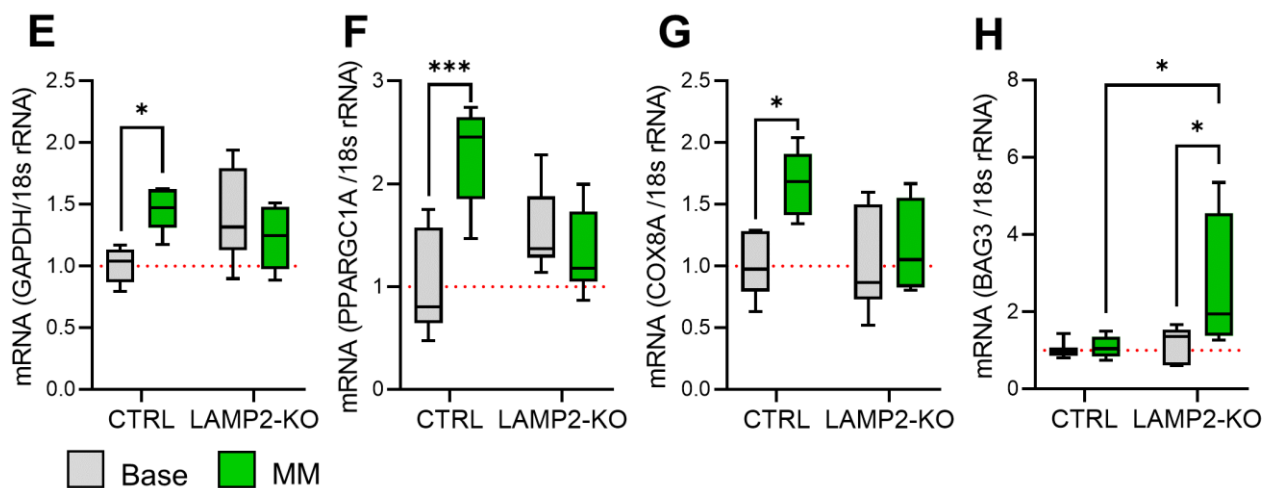 E
mRNA (GAPDH/18s rRNA)
2.5
2.0
1.5
1.0
0.5
0.0
*
CTRL LAMP2-KO
F
mRNA (PPARGC1A /18s rRNA)
3
2
1
0
***
CTRL LAMP2-KO
G
mRNA (COX8A /18s rRNA)
2.5
2.0
1.5
1.0
0.5
0.0
*
CTRL LAMP2-KO
H
mRNA (BAG3 /18s rRNA)
8
6
4
2
0
*
*
CTRL LAMP2-KO
Base MM